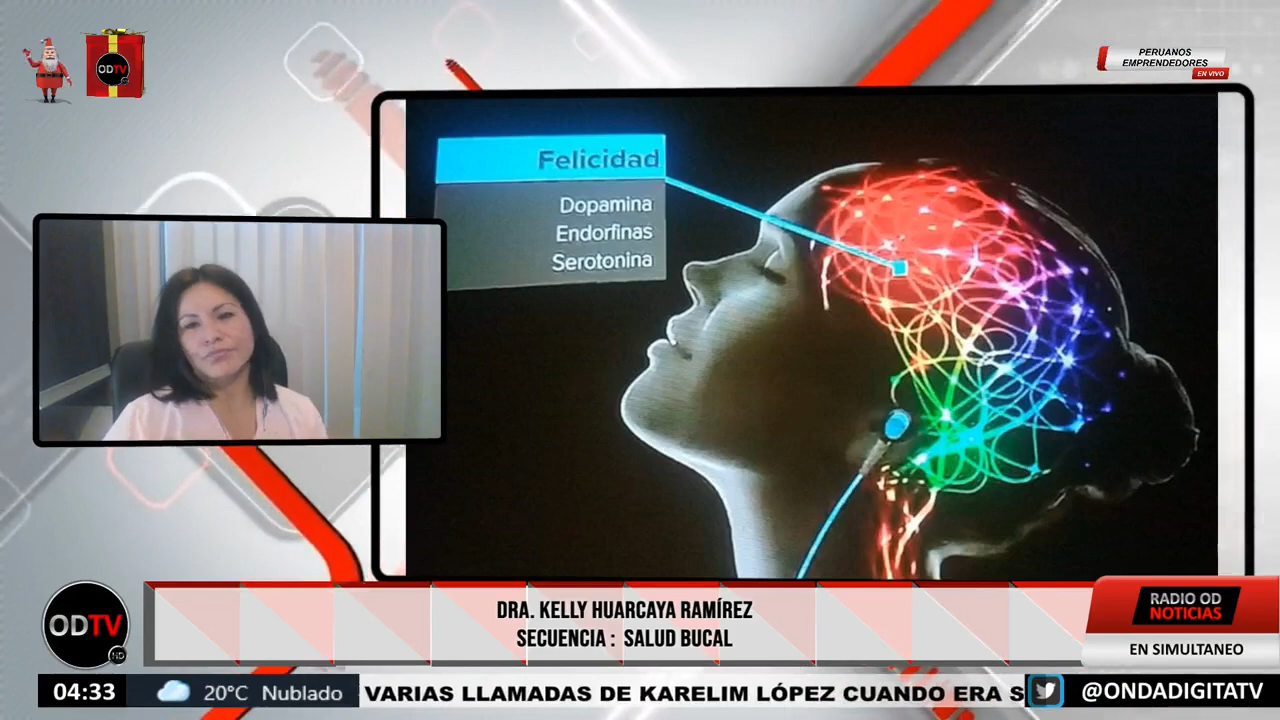 ODTV
PERUANOS
EMPRENDEDORES
EN VIVO
Felicidad
Dopamina
Endorfinas
Serotonina
ODTV
HD
DRA. KELLY HUARCAYA RAMÍREZ
SECUENCIA : SALUD BUCAL
RADIO OD
NOTICIAS
EN SIMULTANEO
04:33
20°C Nublado
VARIAS LLAMADAS DE KARELIM LÓPEZ CUANDO ERA S
@ONDADIGITATV